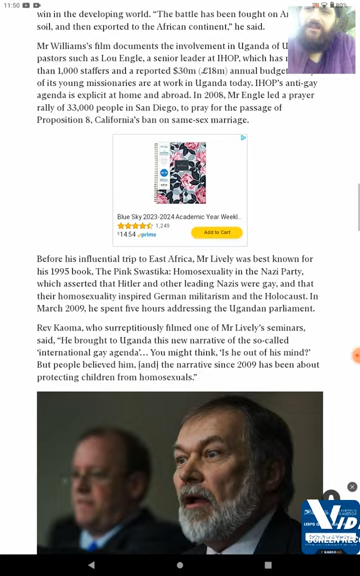 11:50
80%
win in the developing world. “The battle has been fought on
soil, and then exported to the African continent,” he said.
Mr Williams’s film documents the involvement in Uganda of
pastors such as Lou Engle, a senior leader at IHOP, which has
than 1,000 staffers and a reported $30m (£18m) annual budget.
of its young missionaries are at work in Uganda today. IHOP’s anti-gay
agenda is explicit at home and abroad. In 2008, Mr Engle led a prayer
rally of 33,000 people in San Diego, to pray for the passage of
Proposition 8, California’s ban on same-sex marriage.
Blue Sky 2023-2024 Academic Year Weekl..
1,249
$14.54 prime
Add to Cart
Before his influential trip to East Africa, Mr Lively was best known for
his 1995 book, The Pink Swastika: Homosexuality in the Nazi Party,
which asserted that Hitler and other leading Nazis were gay, and that
their homosexuality inspired German militarism and the Holocaust. In
March 2009, he spent five hours addressing the Ugandan parliament.
Rev Kaoma, who surreptitiously filmed one of Mr Lively’s seminars,
said, “He brought to Uganda this new narrative of the so-called
‘international gay agenda’… You might think, ‘Is he out of his mind?’
But people believed him, [and] the narrative since 2009 has been about
protecting children from homosexuals.”